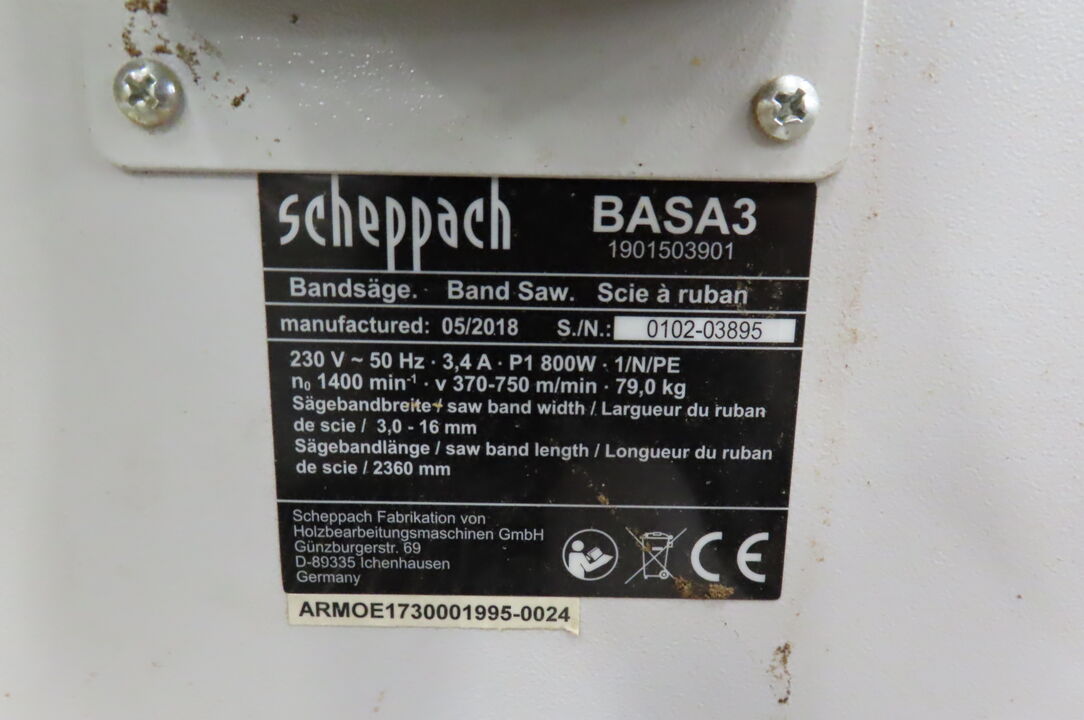 scheppach
BASA3
1901503901
Bandsäge. Band Saw. Scie à ruban
manufactured: 05/2018 S./N.: 0102-03895
230 V ~ 50 Hz · 3,4 A · P1 800W · 1/N/PE
n₀ 1400 min⁻¹ · v 370-750 m/min · 79,0 kg
Sägebandbreite / saw band width / Largueur du ruban
de scie / 3,0 - 16 mm
Sägebandlänge / saw band length / Longueur du ruban
de scie / 2360 mm
Scheppach Fabrikation von
Holzbearbeitungsmaschinen GmbH
Günzburgerstr. 69
D-89335 Ichenhausen
Germany
CE
ARMOE1730001995-0024